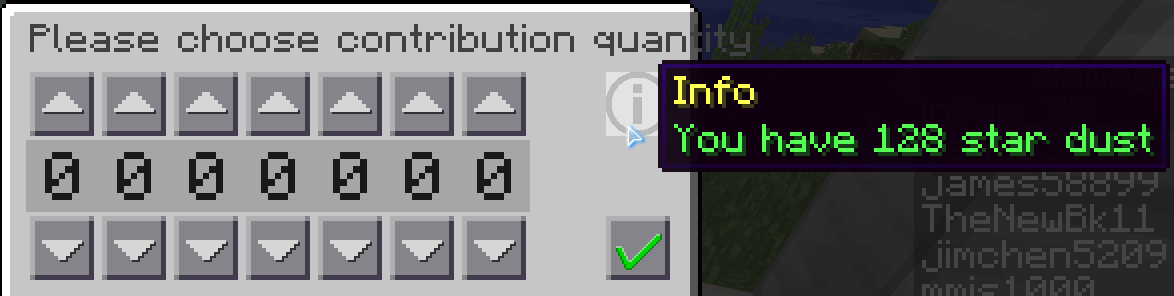 Please choose contribution quantity
Info
You have 128 star dust
0 0 0 0 0 0 0
james58899
TheNewBk11
jimchen5209
mmis1000